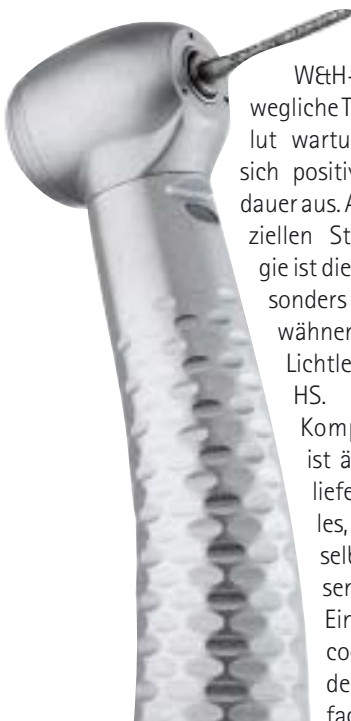 W&H-
wegliche T
lut wartu
sich positiv
dauer aus. A
ziellen St
gie ist die
sonders
wähner
Lichtle
HS.
Komp
ist ä
liefe
les,
selb
ser
Ein
coo
de
fac